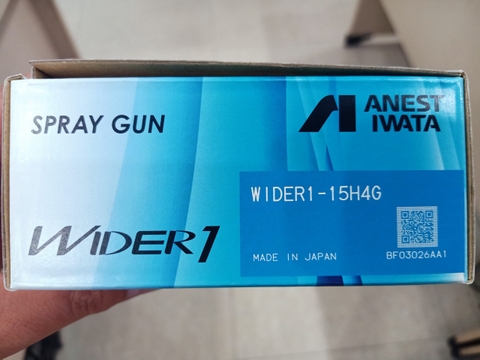 SPRAY GUN
ANEST
IWATA
WIDER1-15H4G
WIDER1
MADE IN JAPAN
BF03026AA1